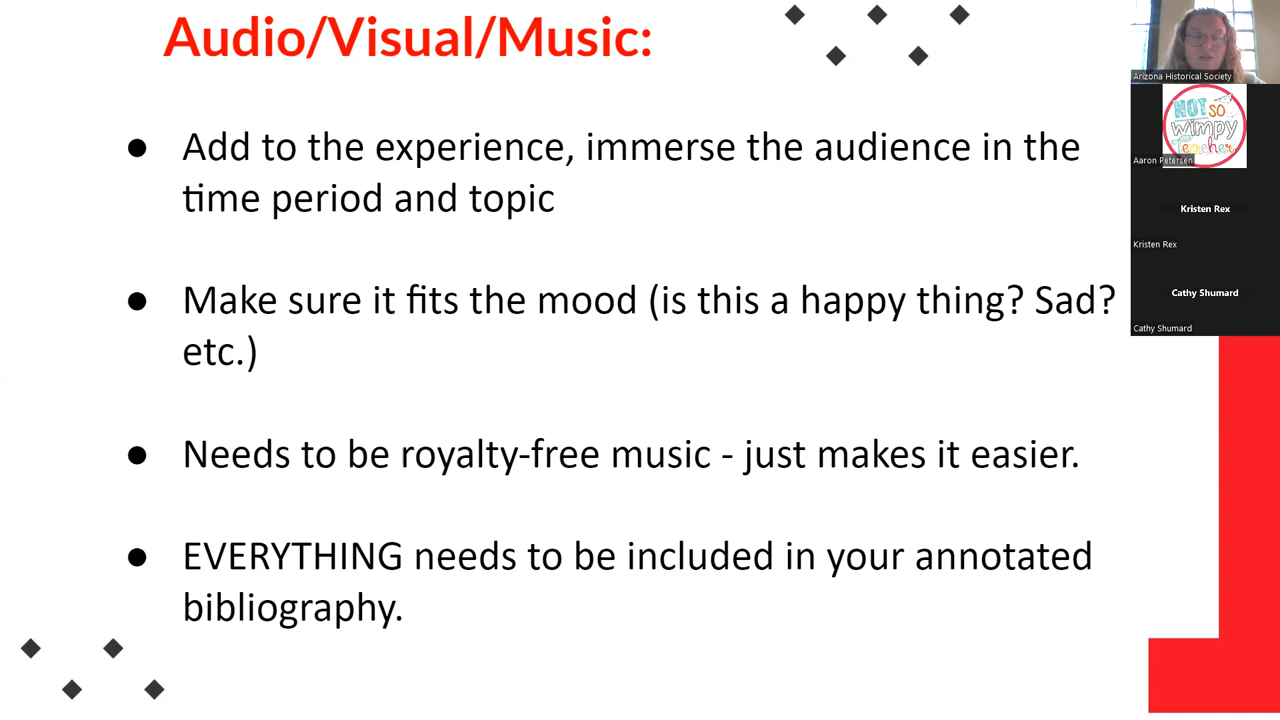 Audio/Visual/Music:
● Add to the experience, immerse the audience in the
time period and topic
● Make sure it fits the mood (is this a happy thing? Sad?
etc.)
● Needs to be royalty-free music - just makes it easier.
● EVERYTHING needs to be included in your annotated
bibliography.
Arizona Historical Society
NOT SO
wimpy
Teacher
Aaron Petersen
Kristen Rex
Kristen Rex
Cathy Shumard
Cathy Shumard